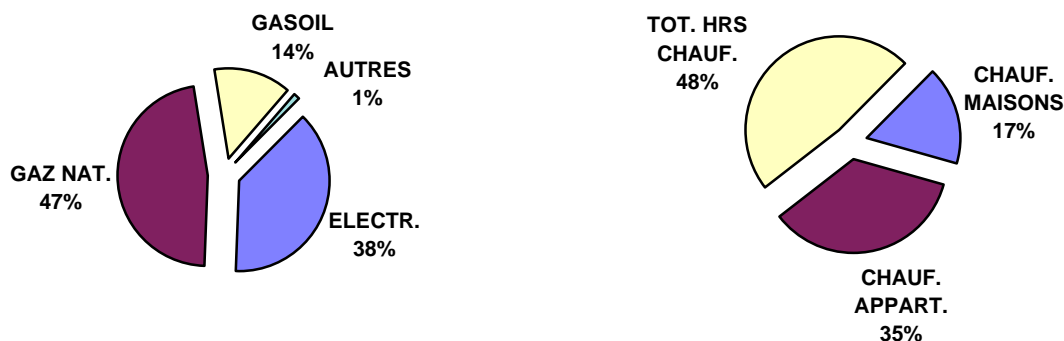 GASOIL
14%
AUTRES
1%
GAZ NAT.
47%
ELECTR.
38%
TOT. HRS
CHAUF.
48%
CHAUF.
MAISONS
17%
CHAUF.
APPART.
35%